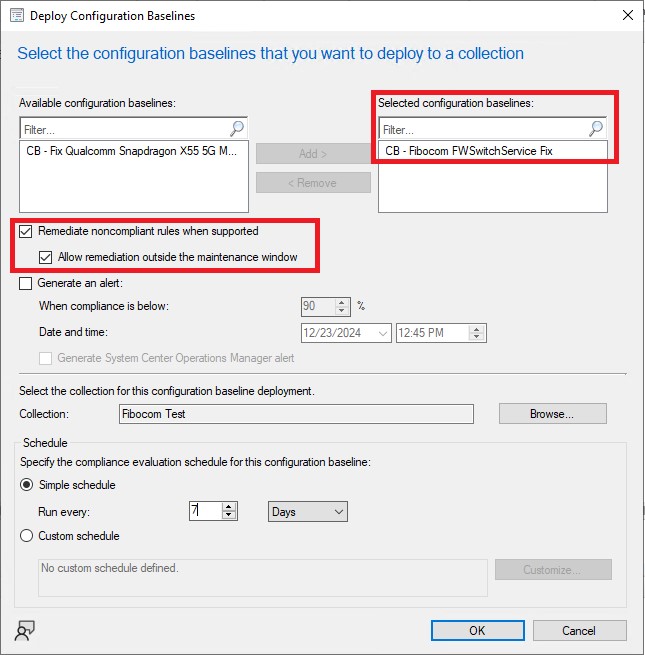 Deploy Configuration Baselines
Select the configuration baselines that you want to deploy to a collection
Available configuration baselines:
Selected configuration baselines:
Filter...
Filter...
CB - Fix Qualcomm Snapdragon X55 5G M...
Add >
CB - Fibocom FWSwitchService Fix
< Remove
Remediate noncompliant rules when supported
Allow remediation outside the maintenance window
Generate an alert:
When compliance is below:
90
%
Date and time:
12/23/2024
12:45 PM
Generate System Center Operations Manager alert
Select the collection for this configuration baseline deployment.
Collection:
Fibocom Test
Browse...
Schedule
Specify the compliance evaluation schedule for this configuration baseline:
Simple schedule
Run every:
7
Days
Custom schedule
No custom schedule defined.
Customize...
OK
Cancel